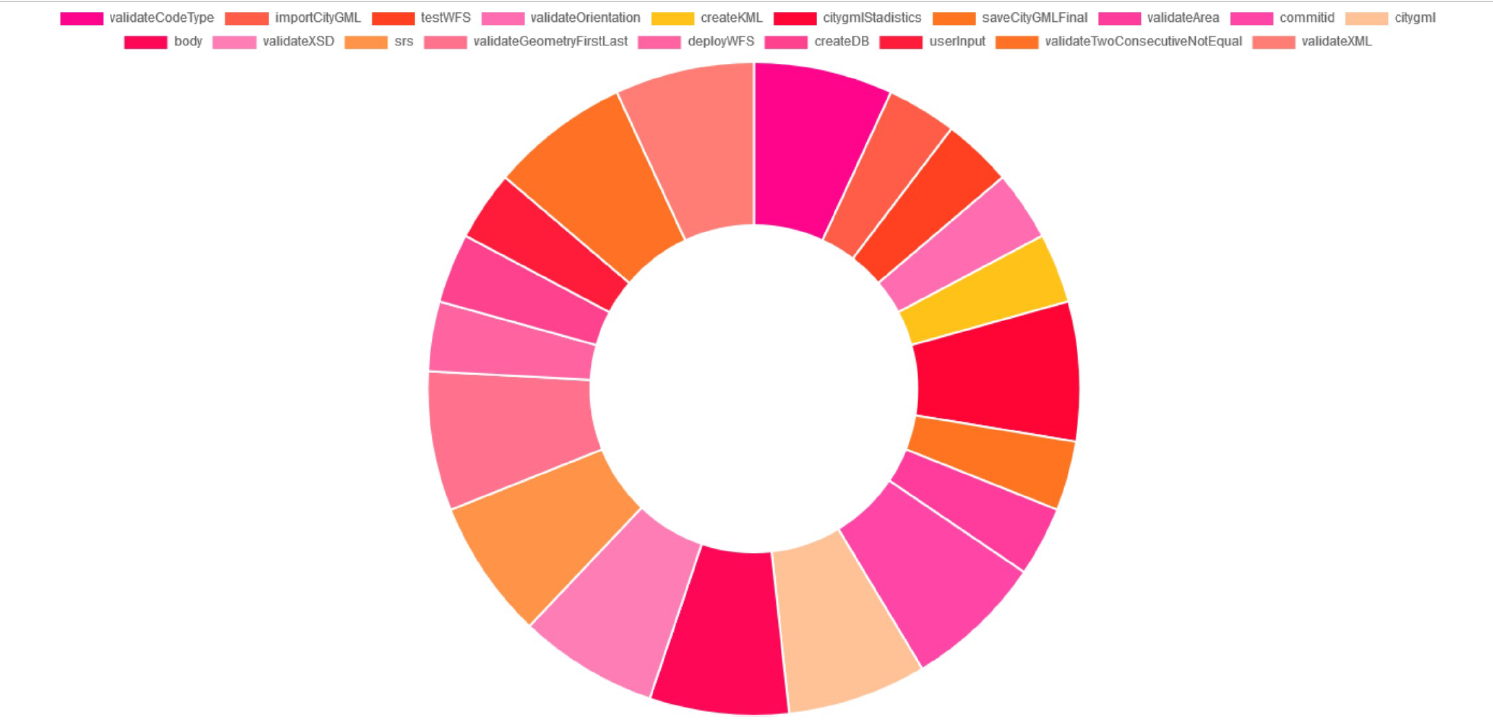 validateCodeType importCityGML testWFS validateOrientation createKML citygmlStadistics saveCityGMLFinal validateArea commitid citygml
body validateXSD srs validateGeometryFirstLast deployWFS createDB userInput validateTwoConsecutiveNotEqual validateXML